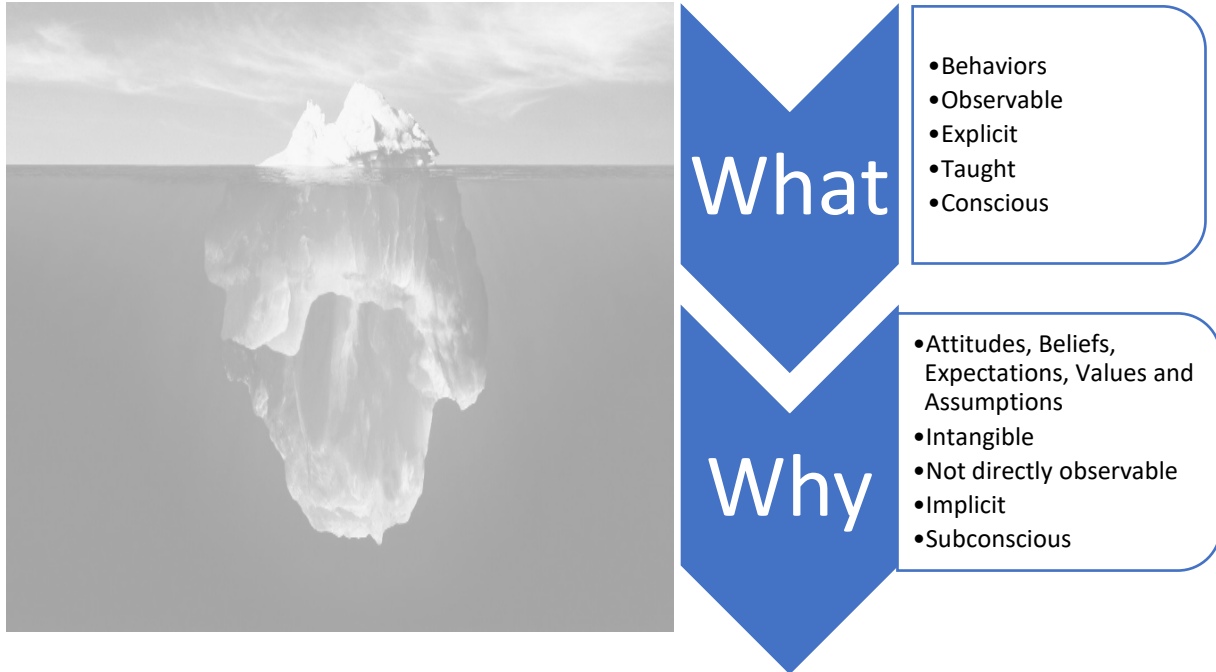 What
•Behaviors
•Observable
•Explicit
•Taught
•Conscious
Why
•Attitudes, Beliefs,
Expectations, Values and
Assumptions
•Intangible
•Not directly observable
•Implicit
•Subconscious